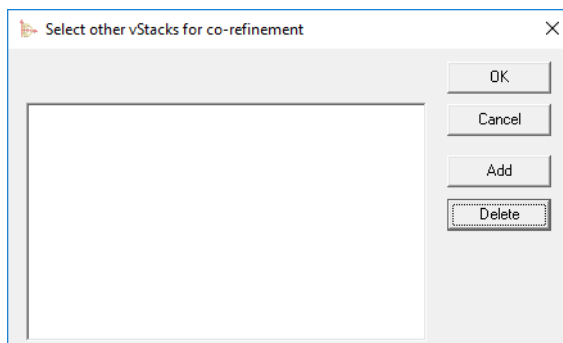 Select other vStacks for co-refinement
OK
Cancel
Add
Delete